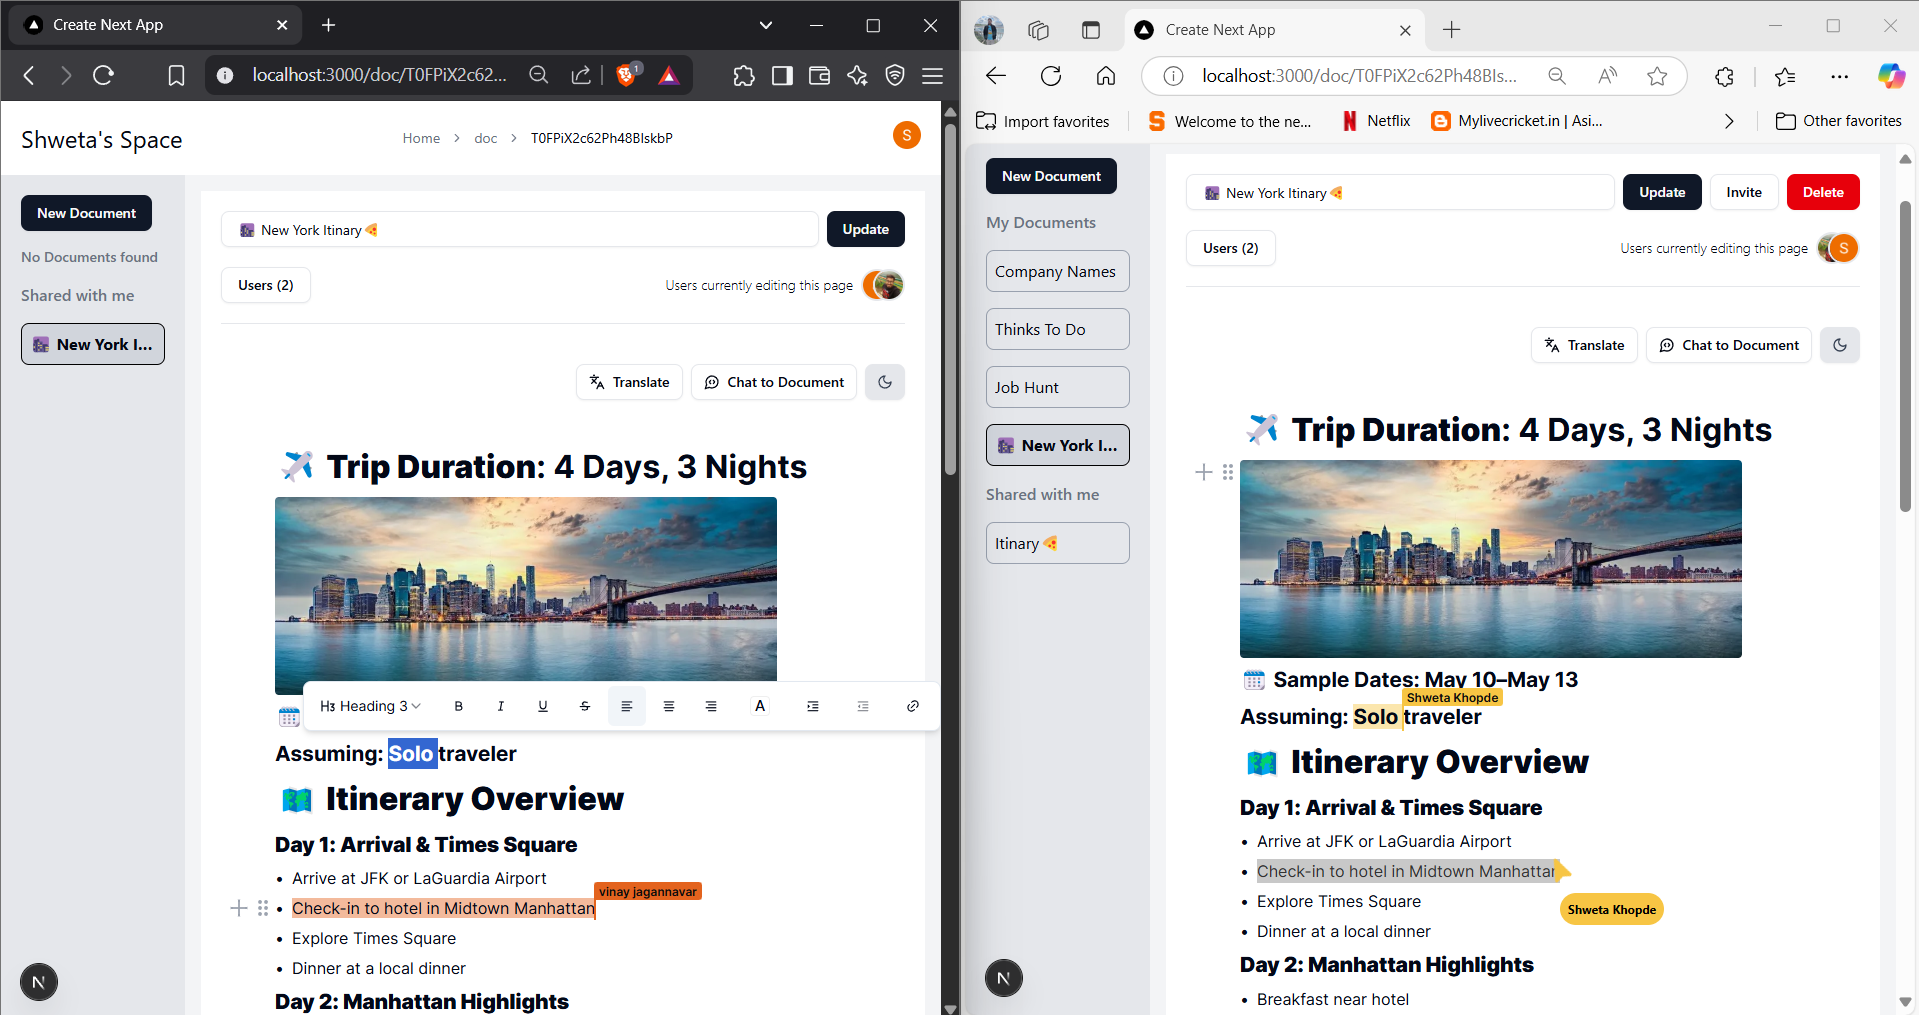 Create Next App
localhost:3000/doc/T0FPiX2c62...
1
Shweta's Space
Home > doc > T0FPiX2c62Ph48BIskbP
S
New Document
No Documents found
Shared with me
New York I...
New York Itinary
Update
Users (2)
Users currently editing this page
Translate
Chat to Document
Trip Duration: 4 Days, 3 Nights
H3 Heading 3
B I U S A
Assuming: Solo traveler
Itinerary Overview
Day 1: Arrival & Times Square
• Arrive at JFK or LaGuardia Airport
vinay jagannavar
• Check-in to hotel in Midtown Manhattan
• Explore Times Square
• Dinner at a local dinner
Day 2: Manhattan Highlights
N
Create Next App
localhost:3000/doc/T0FPiX2c62Ph48BIs...
Import favorites
Welcome to the ne...
Netflix
Mylivecricket.in | Asi...
Other favorites
New Document
My Documents
Company Names
Thinks To Do
Job Hunt
New York I...
Shared with me
Itinary
New York Itinary
Update
Invite
Delete
Users (2)
Users currently editing this page
S
Translate
Chat to Document
Trip Duration: 4 Days, 3 Nights
Sample Dates: May 10–May 13
Shweta Khopde
Assuming: Solo traveler
Itinerary Overview
Day 1: Arrival & Times Square
• Arrive at JFK or LaGuardia Airport
• Check-in to hotel in Midtown Manhattan
• Explore Times Square
Shweta Khopde
• Dinner at a local dinner
Day 2: Manhattan Highlights
• Breakfast near hotel
N